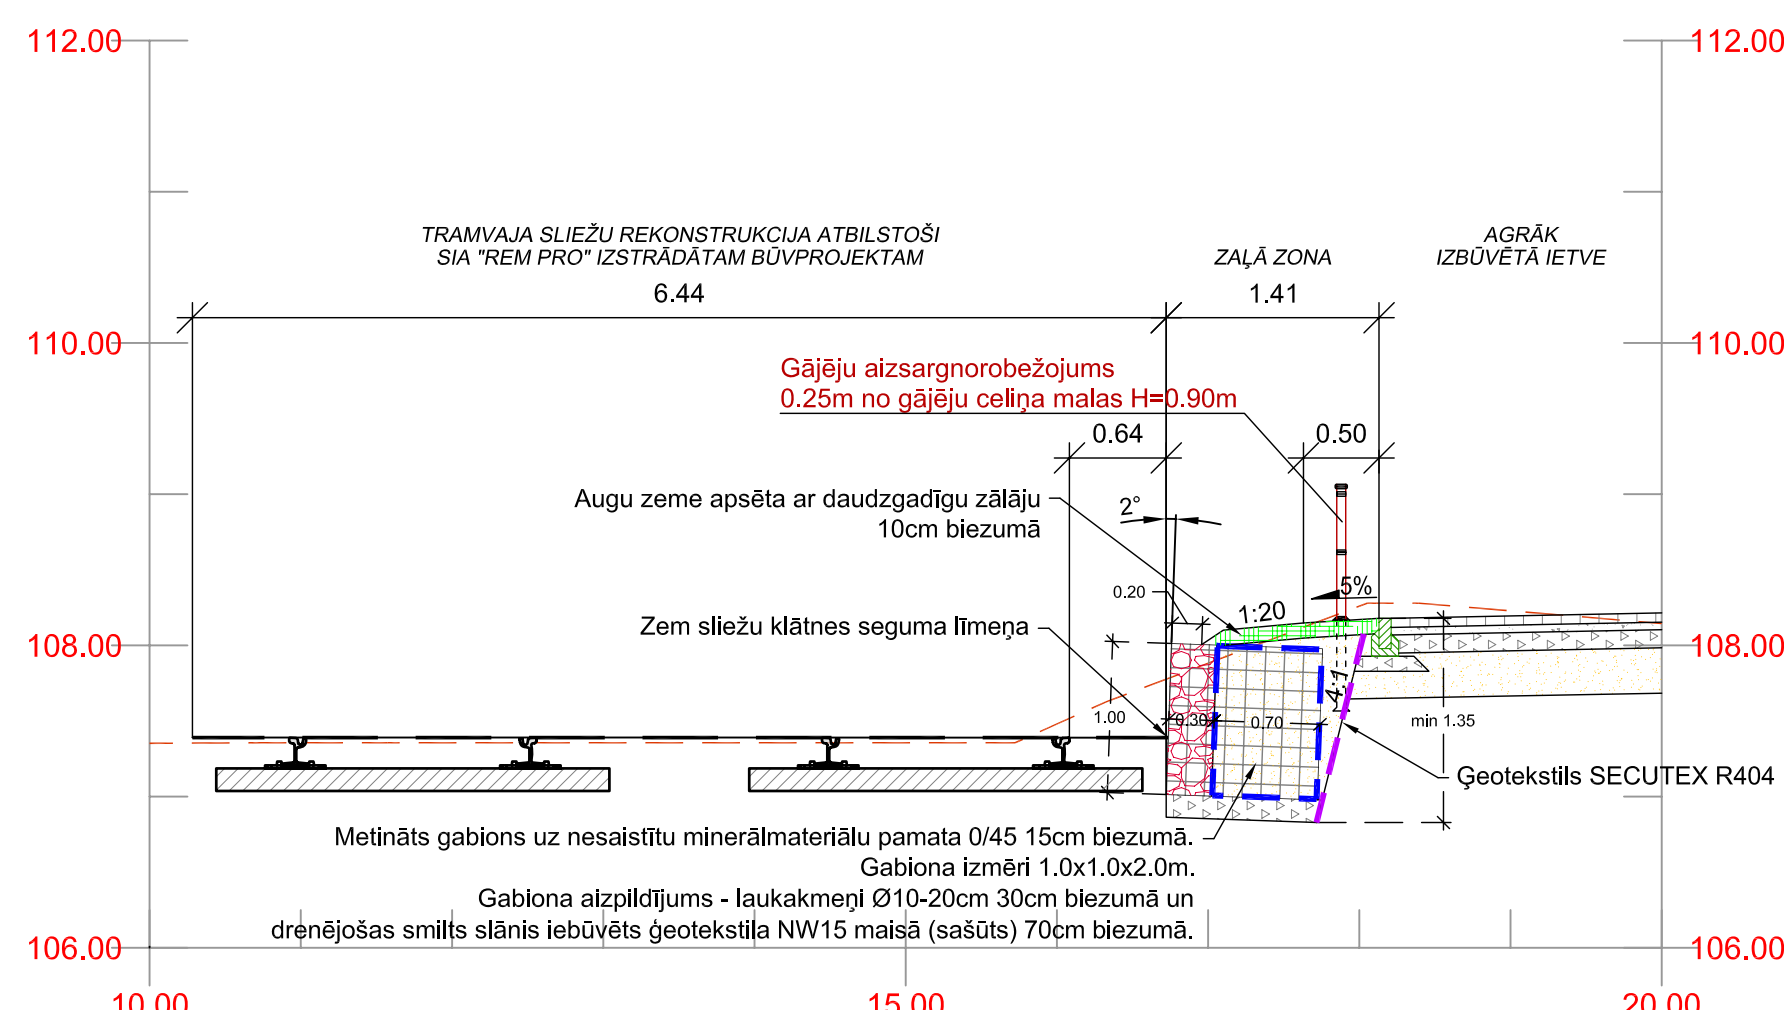 112.00
112.00
TRAMVAJA SLIEŽU REKONSTRUKCIJA ATBILSTOŠI
SIA "REM PRO" IZSTRĀDĀTAM BŪVPROJEKTAM
ZAĻĀ ZONA
AGRĀK
IZBŪVĒTĀ IETVE
6.44
1.41
110.00
110.00
Gājēju aizsargnorobežojums
0.25m no gājēju celiņa malas H=0.90m
0.64
0.50
Augu zeme apsēta ar daudzgadīgu zālāju
10cm biezumā
2°
0.20
1:20
5%
Zem sliežu klātnes seguma līmeņa
108.00
108.00
4:1
1.00
0.30
0.70
min 1.35
Ģeotekstils SECUTEX R404
Metināts gabions uz nesaistītu minerālmateriālu pamata 0/45 15cm biezumā.
Gabiona izmēri 1.0x1.0x2.0m.
Gabiona aizpildījums - laukakmeņi Ø10-20cm 30cm biezumā un
drenējošas smilts slānis iebūvēts ģeotekstila NW15 maisā (sašūts) 70cm biezumā.
106.00
106.00
10.00
15.00
20.00